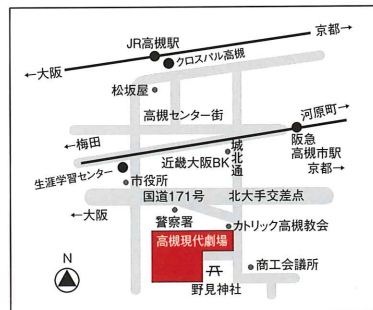 京都→
JR高槻駅
クロスパル高槻
←大阪
松坂屋
高槻センター街
河原町→
←梅田
城北通
阪急
高槻市駅
近畿大阪BK
京都→
生涯学習センター
市役所
国道171号
北大手交差点
←大阪
警察署
カトリック高槻教会
高槻現代劇場
商工会議所
野見神社
N